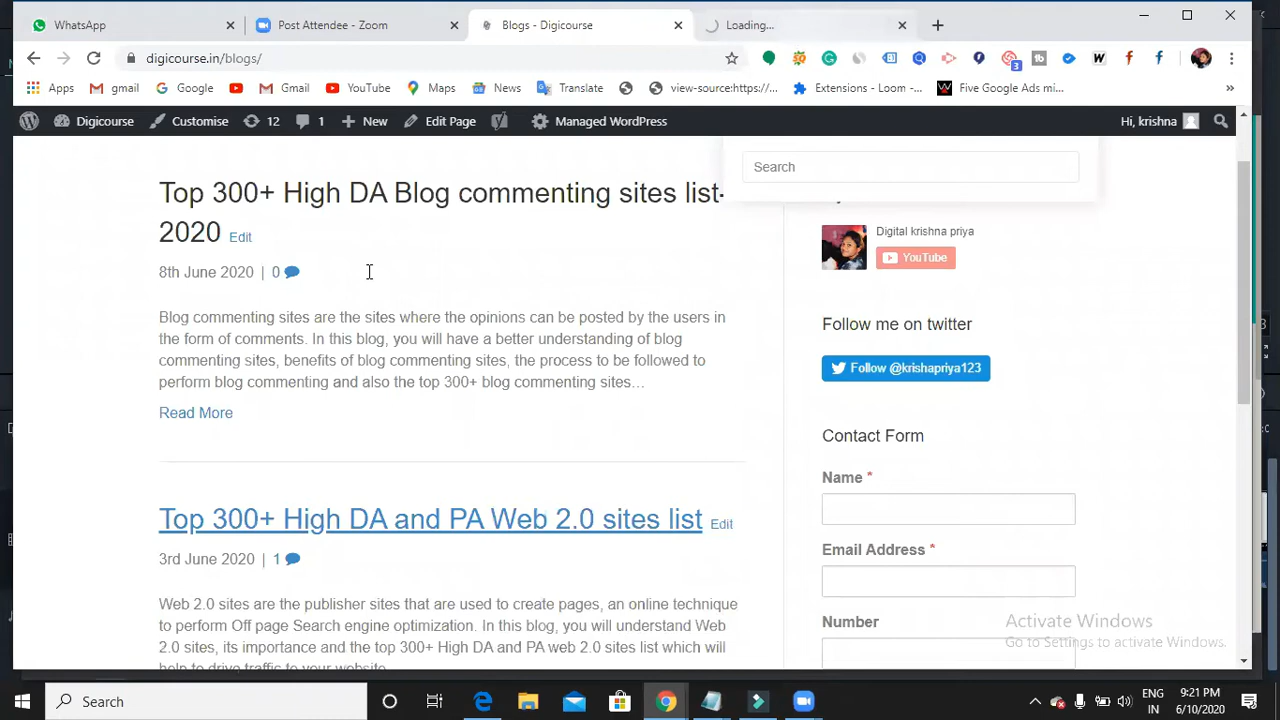 WhatsApp
Post Attendee - Zoom
Blogs - Digicourse
Loading...
digicourse.in/blogs/
3
Apps
gmail
Google
Gmail
YouTube
Maps
News
Translate
view-source:https://...
Extensions - Loom -...
Five Google Ads mi...
Digicourse
Customise
12
1
New
Edit Page
Managed WordPress
Hi, krishna
Search
Top 300+ High DA Blog commenting sites list-
2020 Edit
8th June 2020 | 0
Blog commenting sites are the sites where the opinions can be posted by the users in
the form of comments. In this blog, you will have a better understanding of blog
commenting sites, benefits of blog commenting sites, the process to be followed to
perform blog commenting and also the top 300+ blog commenting sites…
Read More
Top 300+ High DA and PA Web 2.0 sites list Edit
3rd June 2020 | 1
Web 2.0 sites are the publisher sites that are used to create pages, an online technique
to perform Off page Search engine optimization. In this blog, you will understand Web
2.0 sites, its importance and the top 300+ High DA and PA web 2.0 sites list which will
help to drive traffic to your website
Digital krishna priya
YouTube
Follow me on twitter
Follow @krishapriya123
Contact Form
Name *
Email Address *
Number
Activate Windows
Go to Settings to activate Windows.
Search
ENG
IN
9:21 PM
6/10/2020